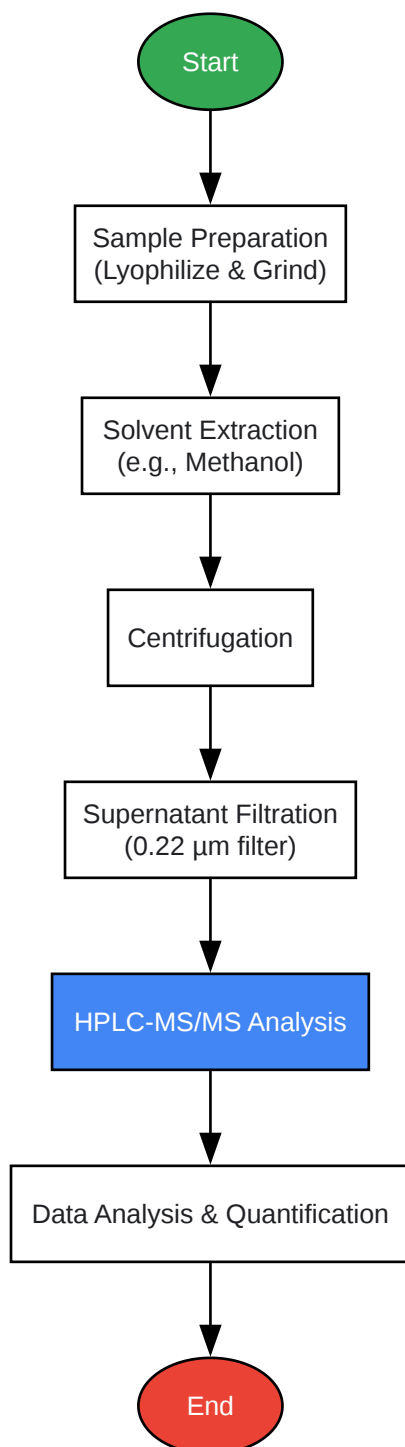 Start
Sample Preparation
(Lyophilize & Grind)
Solvent Extraction
(e.g., Methanol)
Centrifugation
Supernatant Filtration
(0.22 µm filter)
HPLC-MS/MS Analysis
Data Analysis & Quantification
End